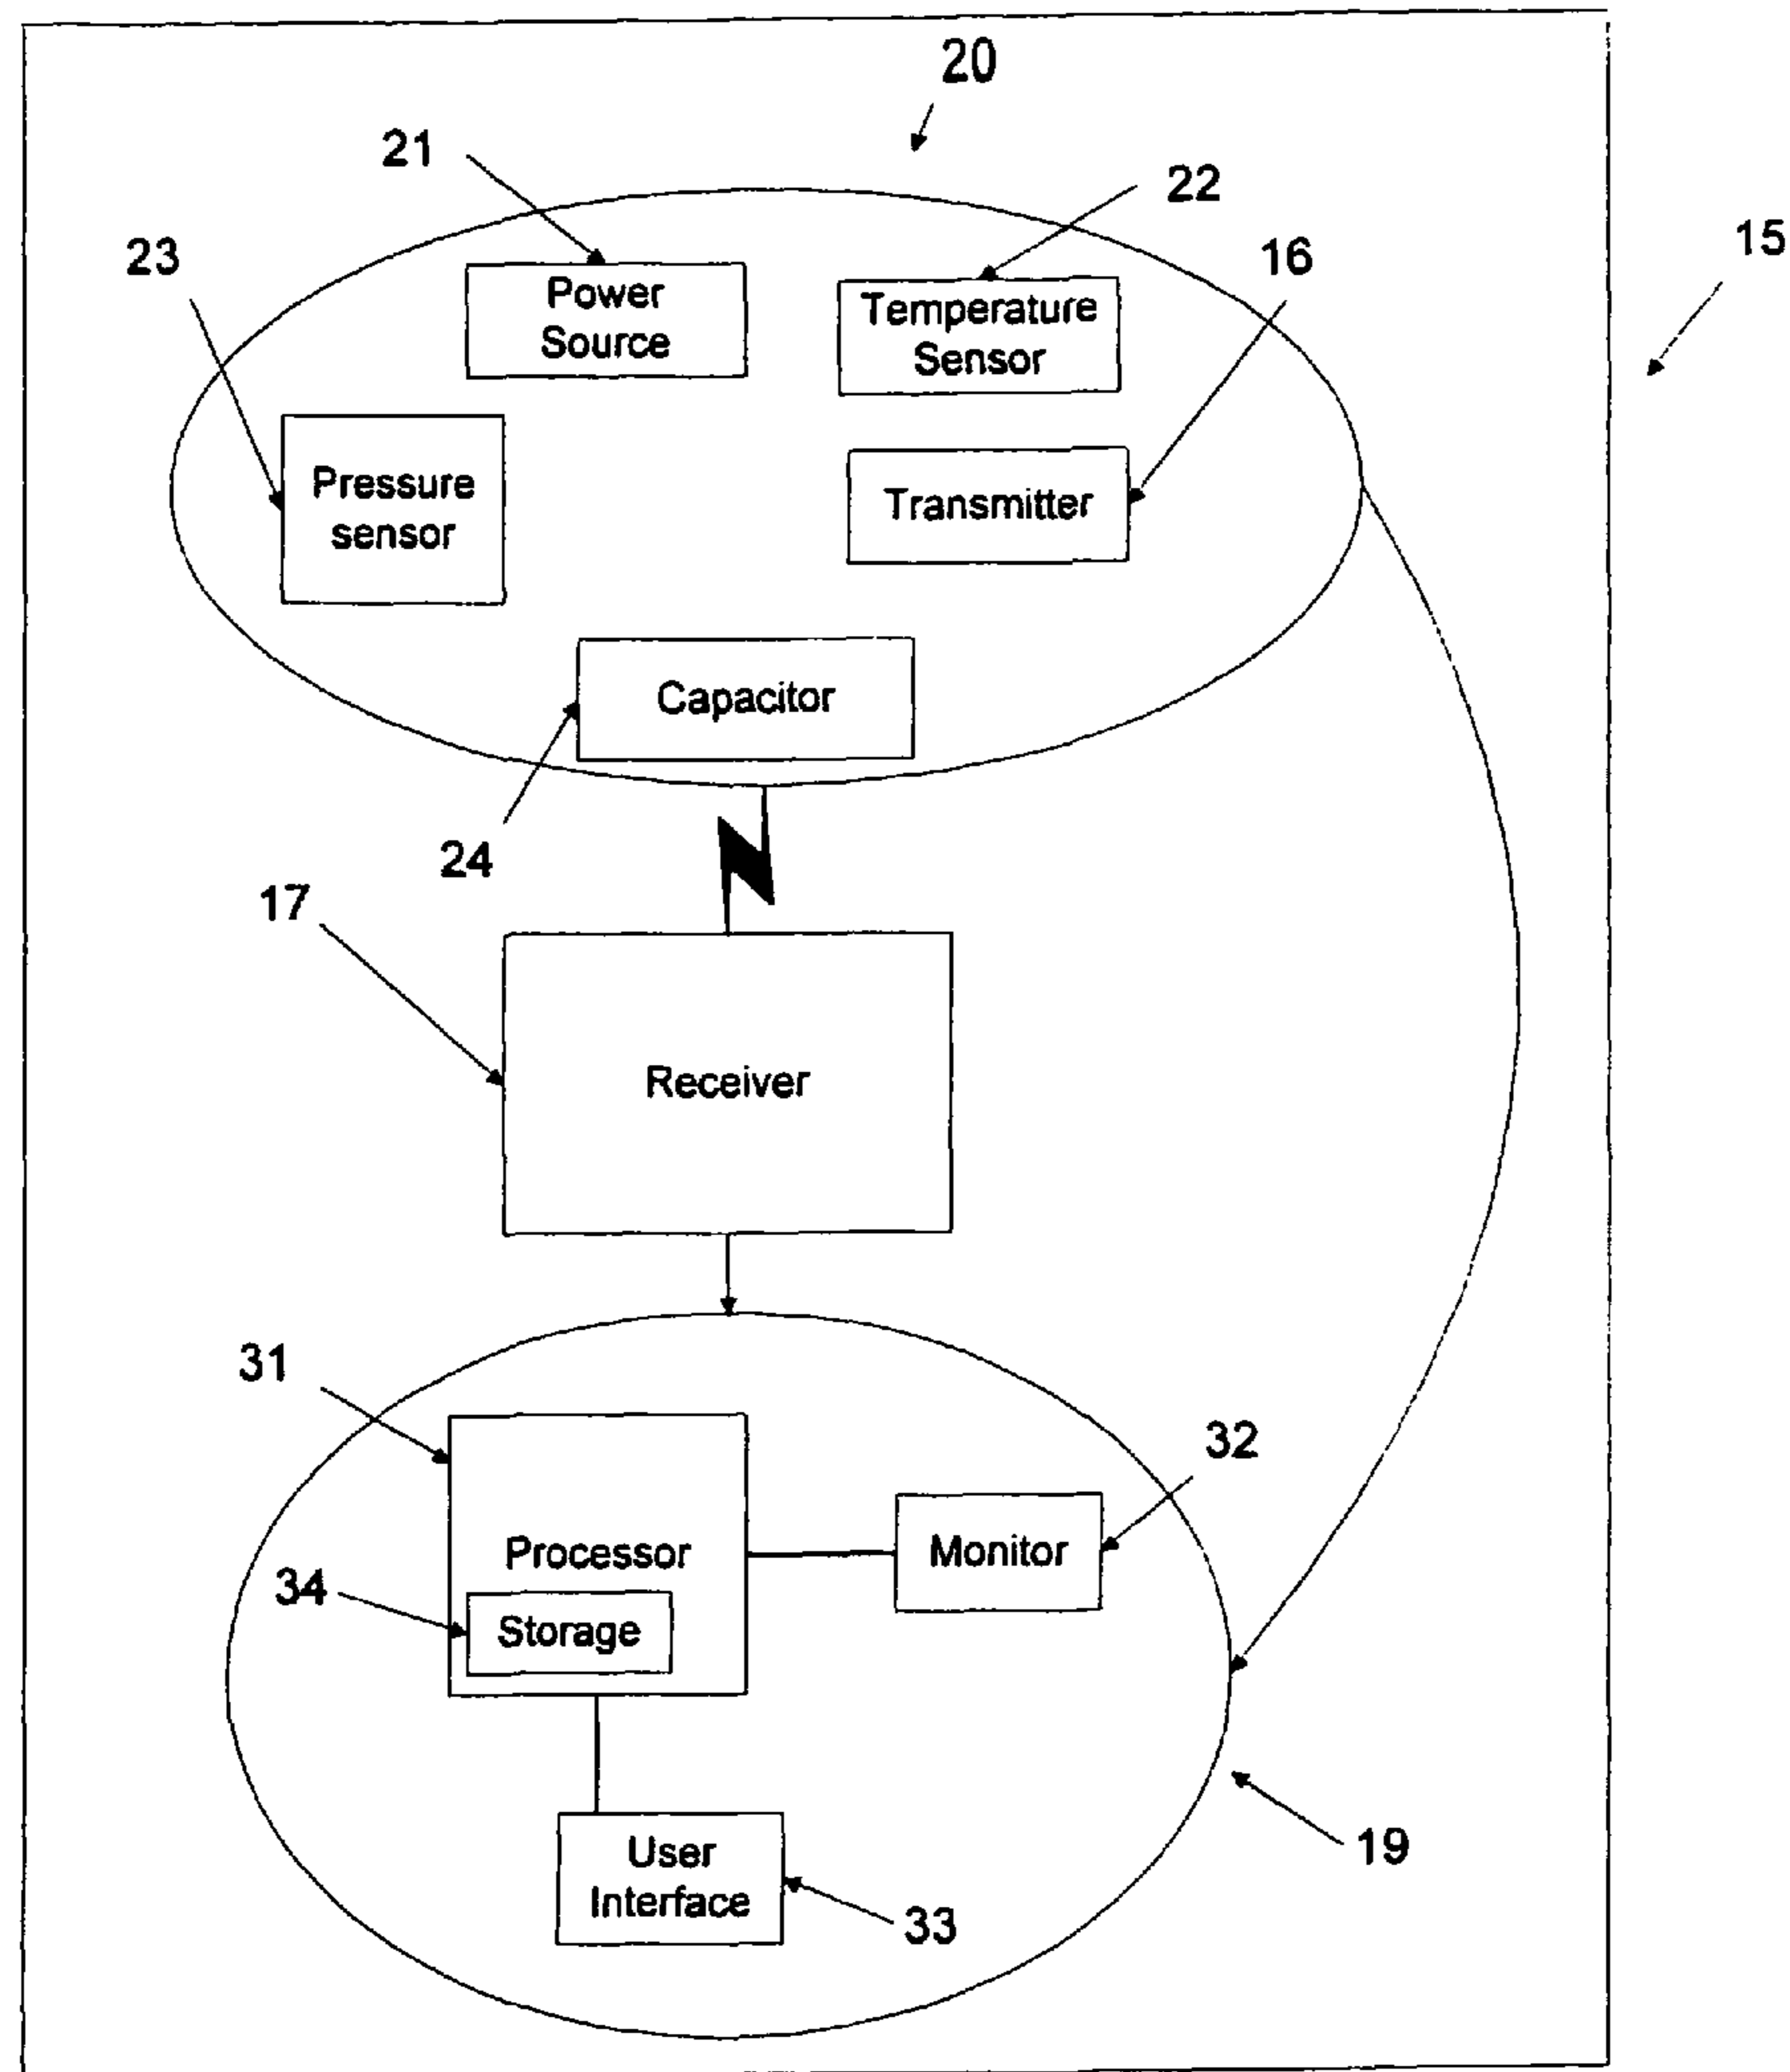 20
21
22
15
23
16
Power
Source
Temperature
Sensor
Pressure
sensor
Transmitter
Capacitor
24
17
Receiver
31
32
Processor
Monitor
34
Storage
19
User
Interface
33